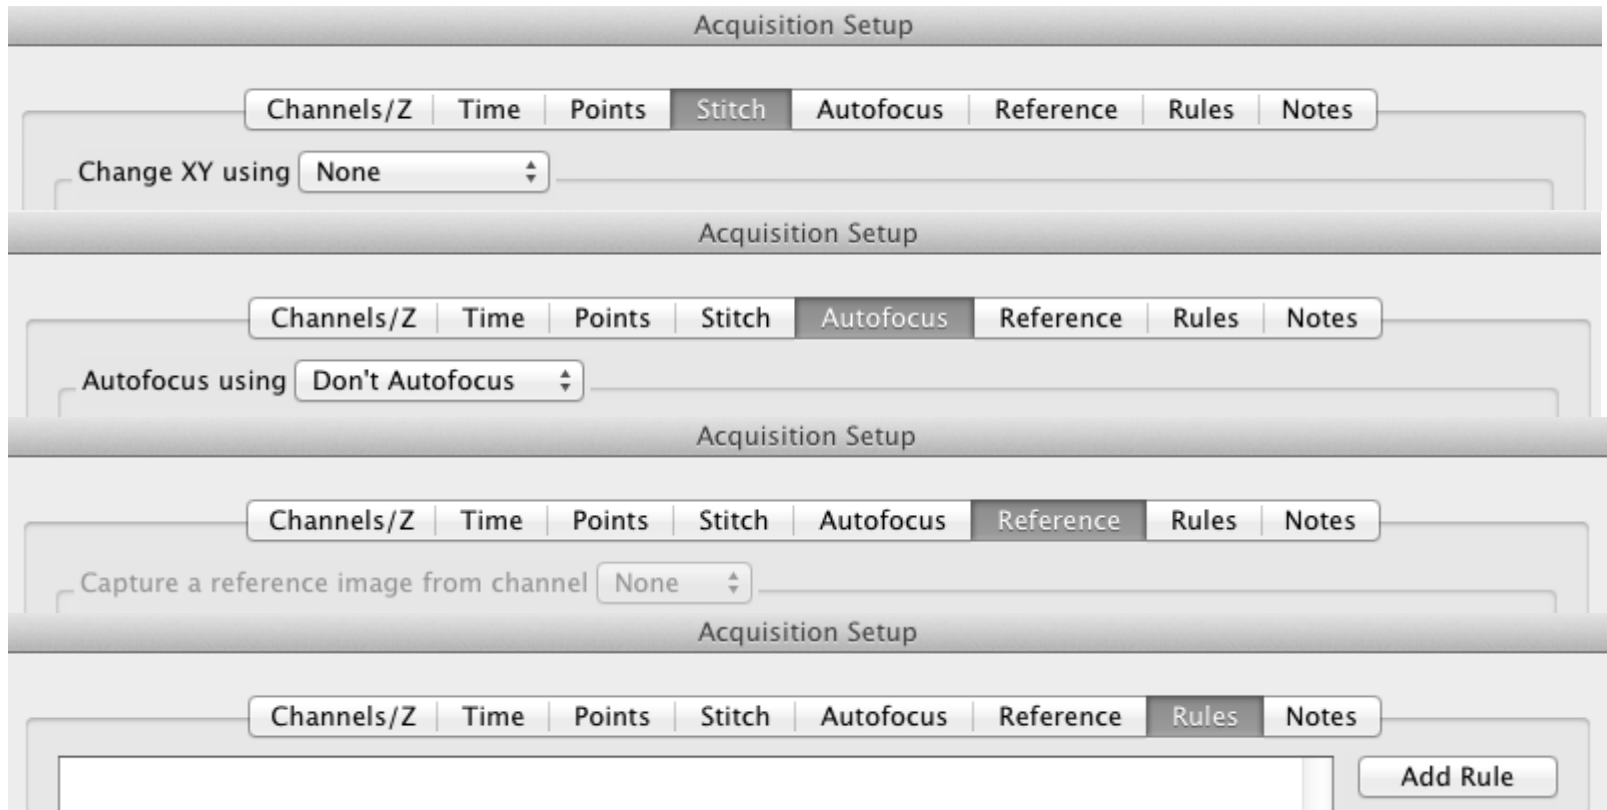 Acquisition Setup
Channels/Z Time Points Stitch Autofocus Reference Rules Notes
Change XY using None
Acquisition Setup
Channels/Z Time Points Stitch Autofocus Reference Rules Notes
Autofocus using Don't Autofocus
Acquisition Setup
Channels/Z Time Points Stitch Autofocus Reference Rules Notes
Capture a reference image from channel None
Acquisition Setup
Channels/Z Time Points Stitch Autofocus Reference Rules Notes
Add Rule